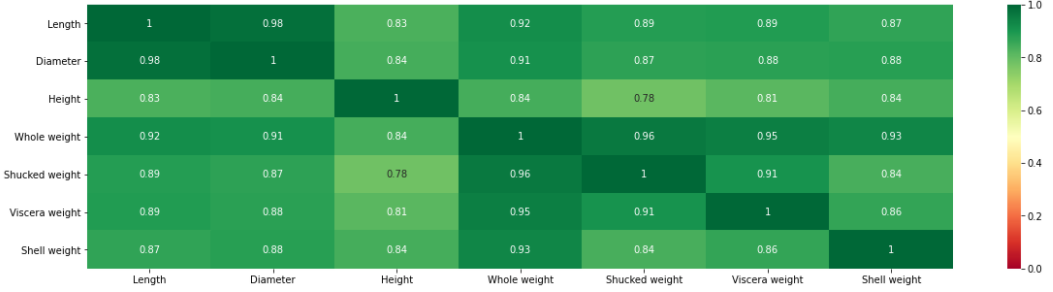 Length 1 0.98 0.83 0.92 0.89 0.89 0.87
Diameter 0.98 1 0.84 0.91 0.87 0.88 0.88
Height 0.83 0.84 1 0.84 0.78 0.81 0.84
Whole weight 0.92 0.91 0.84 1 0.96 0.95 0.93
Shucked weight 0.89 0.87 0.78 0.96 1 0.91 0.84
Viscera weight 0.89 0.88 0.81 0.95 0.91 1 0.86
Shell weight 0.87 0.88 0.84 0.93 0.84 0.86 1
Length Diameter Height Whole weight Shucked weight Viscera weight Shell weight
1.0
0.8
0.6
0.4
0.2
0.0